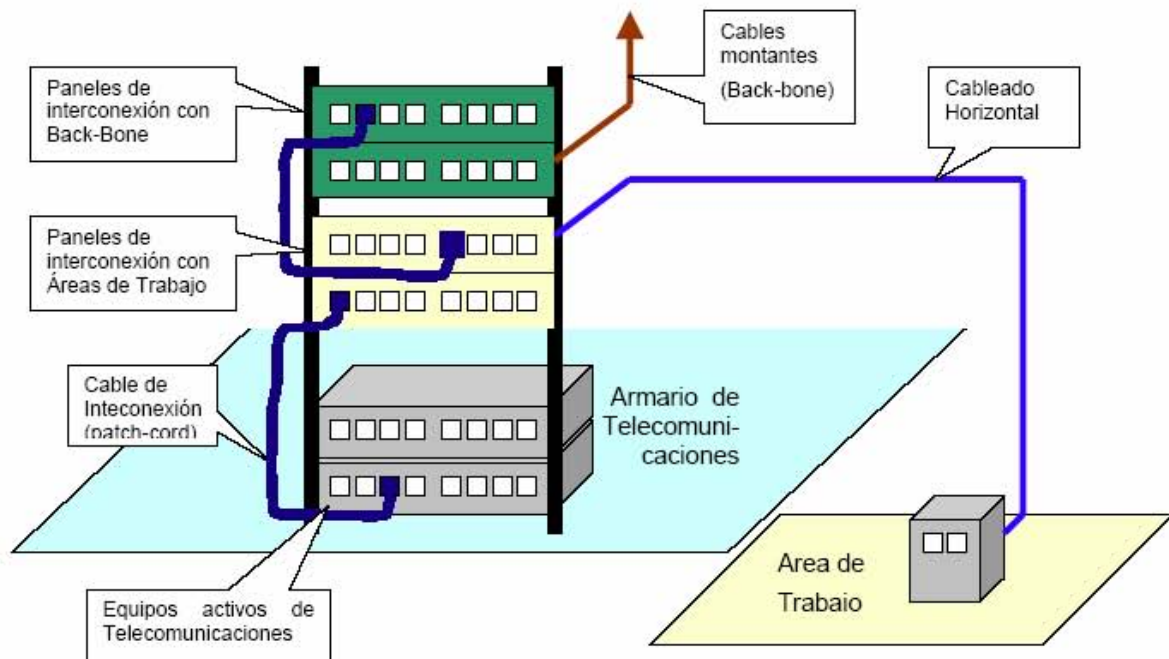 Paneles de
interconexión con
Back-Bone
Cables
montantes
(Back-bone)
Cableado
Horizontal
Paneles de
interconexión con
Áreas de Trabajo
Cable de
Inteconexión
(patch-cord)
Armario de
Telecomuni-
caciones
Equipos activos de
Telecomunicaciones
Area de
Trabaio